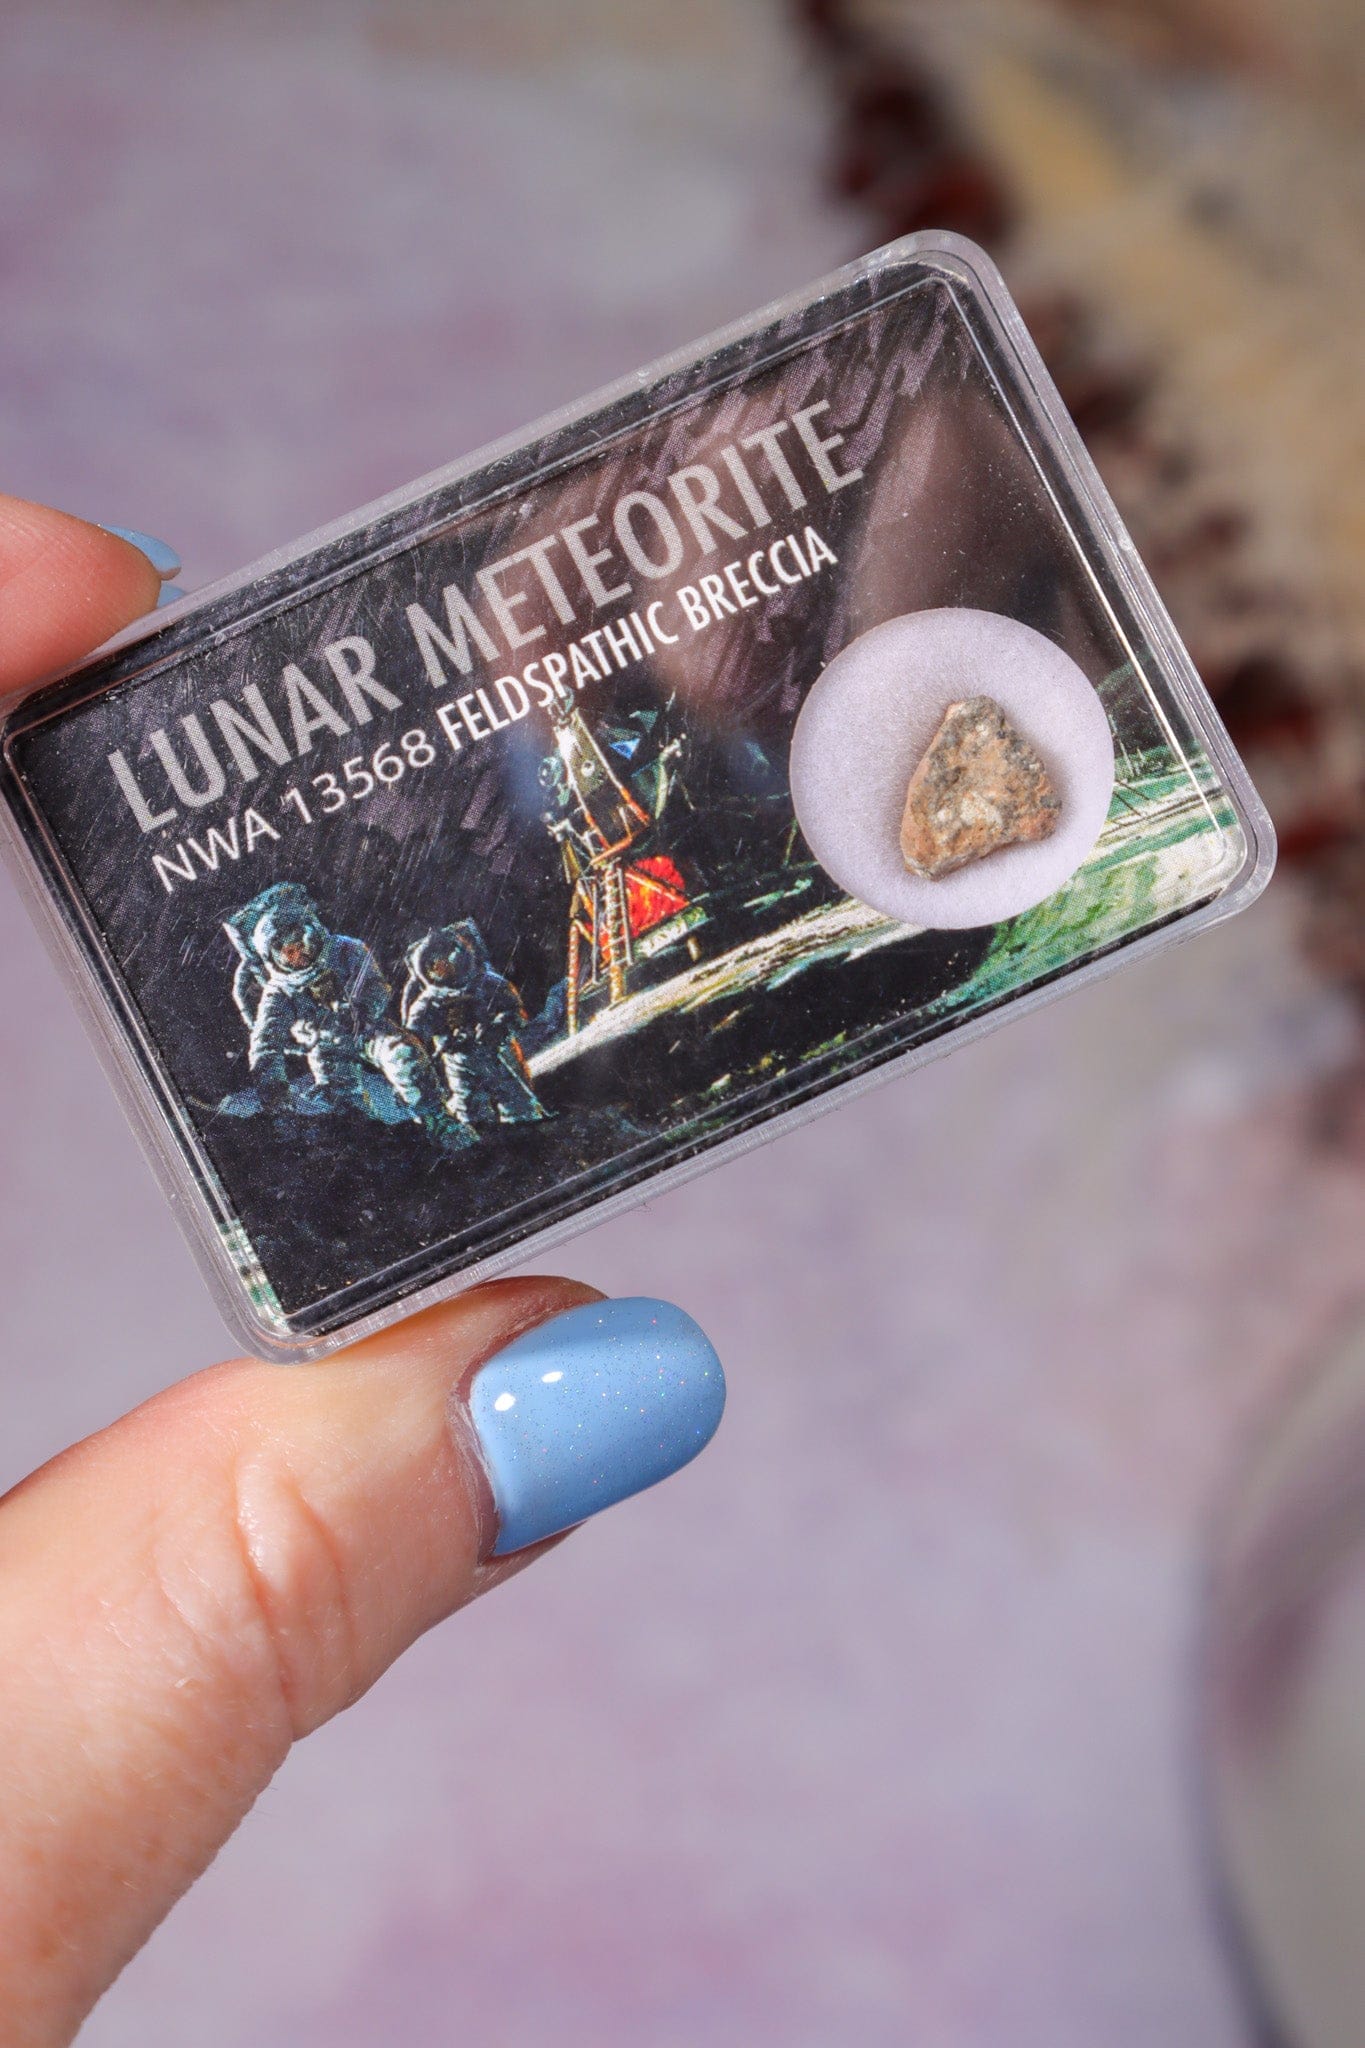 LUNAR METEORITE
NWA 13568 FELDSPATHIC BRECCIA